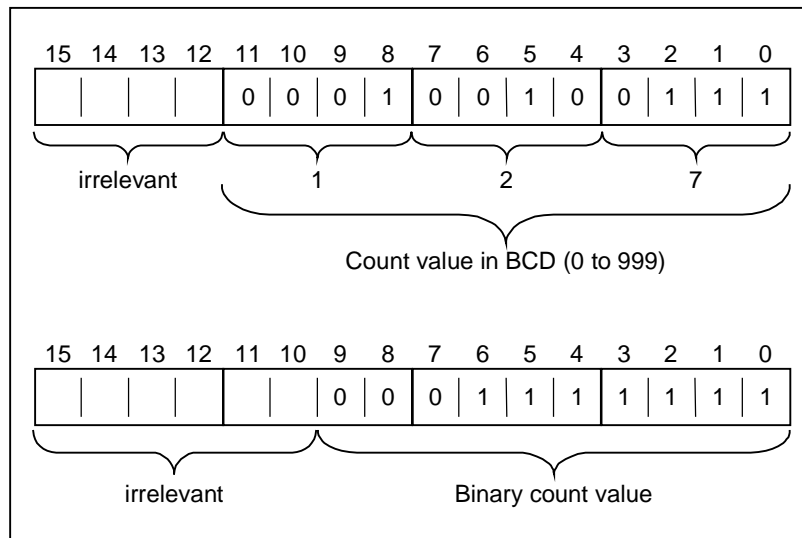 15 14 13 12 11 10 9 8 7 6 5 4 3 2 1 0
0 0 0 1 0 0 1 0 0 1 1 1
irrelevant 1 2 7
Count value in BCD (0 to 999)
15 14 13 12 11 10 9 8 7 6 5 4 3 2 1 0
0 0 0 1 1 1 1 1 1 1
irrelevant Binary count value